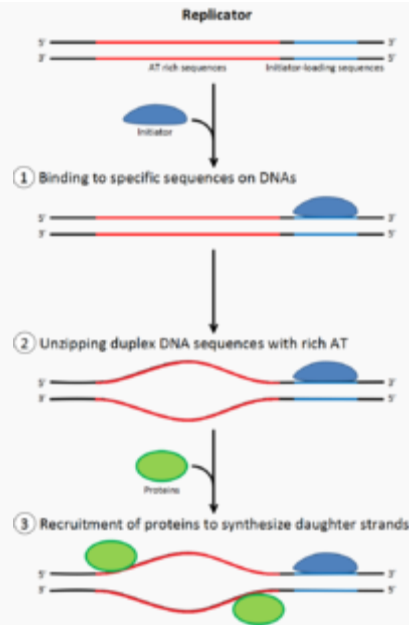 Replicator
5' 3'
3' 5'
AT rich sequences Initiator-loading sequences
Initiator
1 Binding to specific sequences on DNAs
5' 3'
3' 5'
2 Unzipping duplex DNA sequences with rich AT
5' 3'
3' 5'
Proteins
3 Recruitment of proteins to synthesize daughter strands
5' 3'
3' 5'